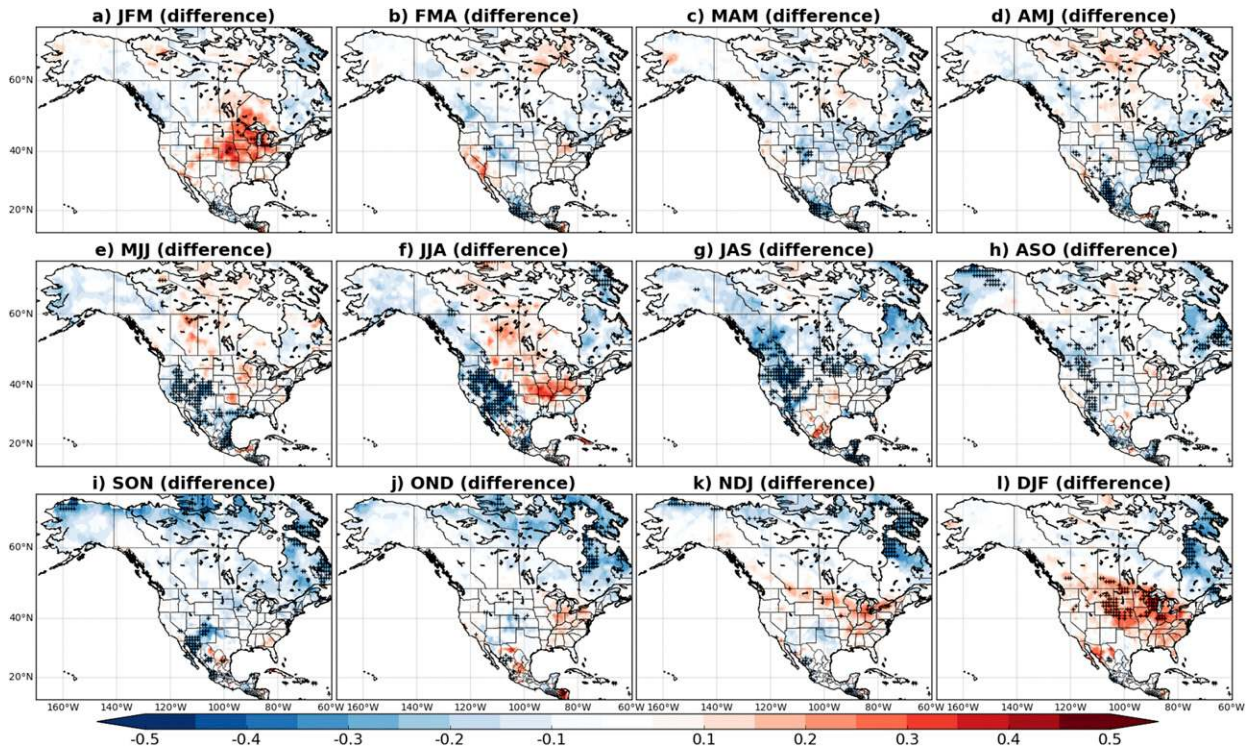 a) JFM (difference) b) FMA (difference) c) MAM (difference) d) AMJ (difference)
60°N
40°N
20°N
e) MJJ (difference) f) JJA (difference) g) JAS (difference) h) ASO (difference)
60°N
40°N
20°N
i) SON (difference) j) OND (difference) k) NDJ (difference) l) DJF (difference)
60°N
40°N
20°N
160°W 140°W 120°W 100°W 80°W 60°W 160°W 140°W 120°W 100°W 80°W 60°W 160°W 140°W 120°W 100°W 80°W 60°W 160°W 140°W 120°W 100°W 80°W 60°W
-0.5 -0.4 -0.3 -0.2 -0.1 0.1 0.2 0.3 0.4 0.5